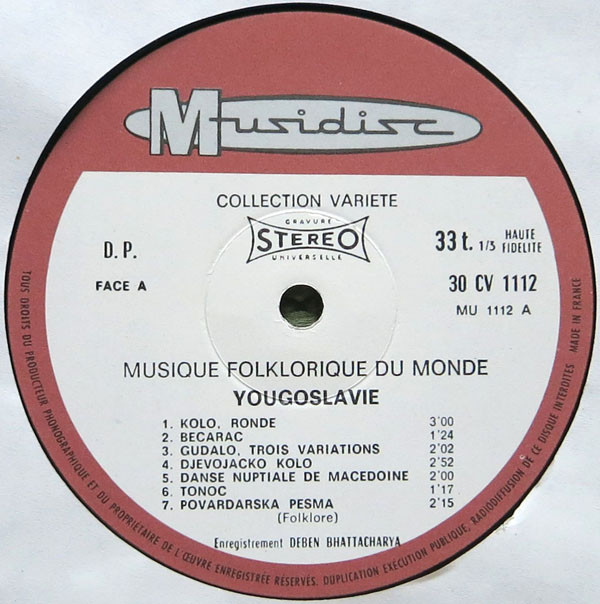 Musidisc
COLLECTION VARIETE
GRAVURE
STEREO
UNIVERSELLE
D. P.
33 t. 1/3 HAUTE FIDELITE
FACE A
30 CV 1112
MU 1112 A
MUSIQUE FOLKLORIQUE DU MONDE
YOUGOSLAVIE
1. KOLO, RONDE 3'00
2. BECARAC 1'24
3. GUDALO, TROIS VARIATIONS 2'02
4. DJEVOJACKO KOLO 2'52
5 DANSE NUPTIALE DE MACEDOINE 2'00
6. TONOC 1'17
7. POVARDARSKA PESMA 2'15
(Folklore)
Enregistrement DEBEN BHATTACHARYA
TOUS DROITS DU PRODUCTEUR PHONOGRAPHIQUE ET DU PROPRIETAIRE DE L'ŒUVRE ENREGISTRÉE RÉSERVÉS. DUPLICATION EXECUTION PUBLIQUE, RADIODIFFUSION DE CE DISQUE INTERDITES MADE IN FRANCE